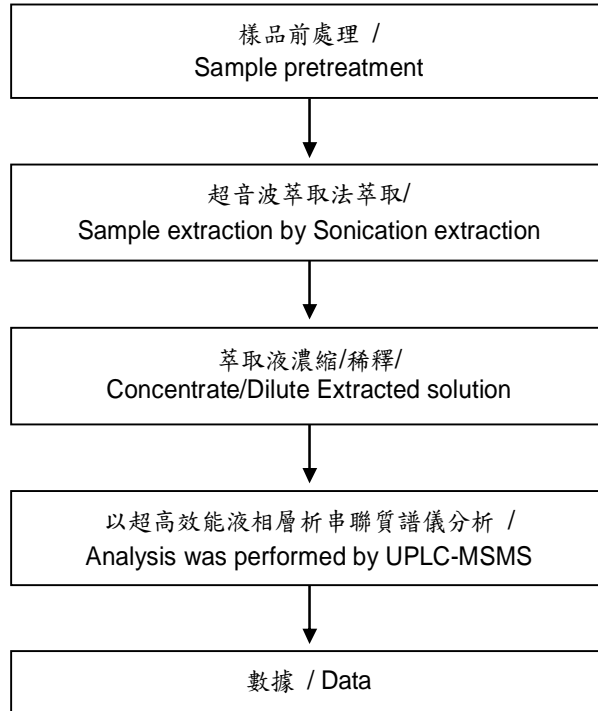 樣品前處理 /
Sample pretreatment
超音波萃取法萃取/
Sample extraction by Sonication extraction
萃取液濃縮/稀釋/
Concentrate/Dilute Extracted solution
以超高效能液相層析串聯質譜儀分析 /
Analysis was performed by UPLC-MSMS
數據 / Data